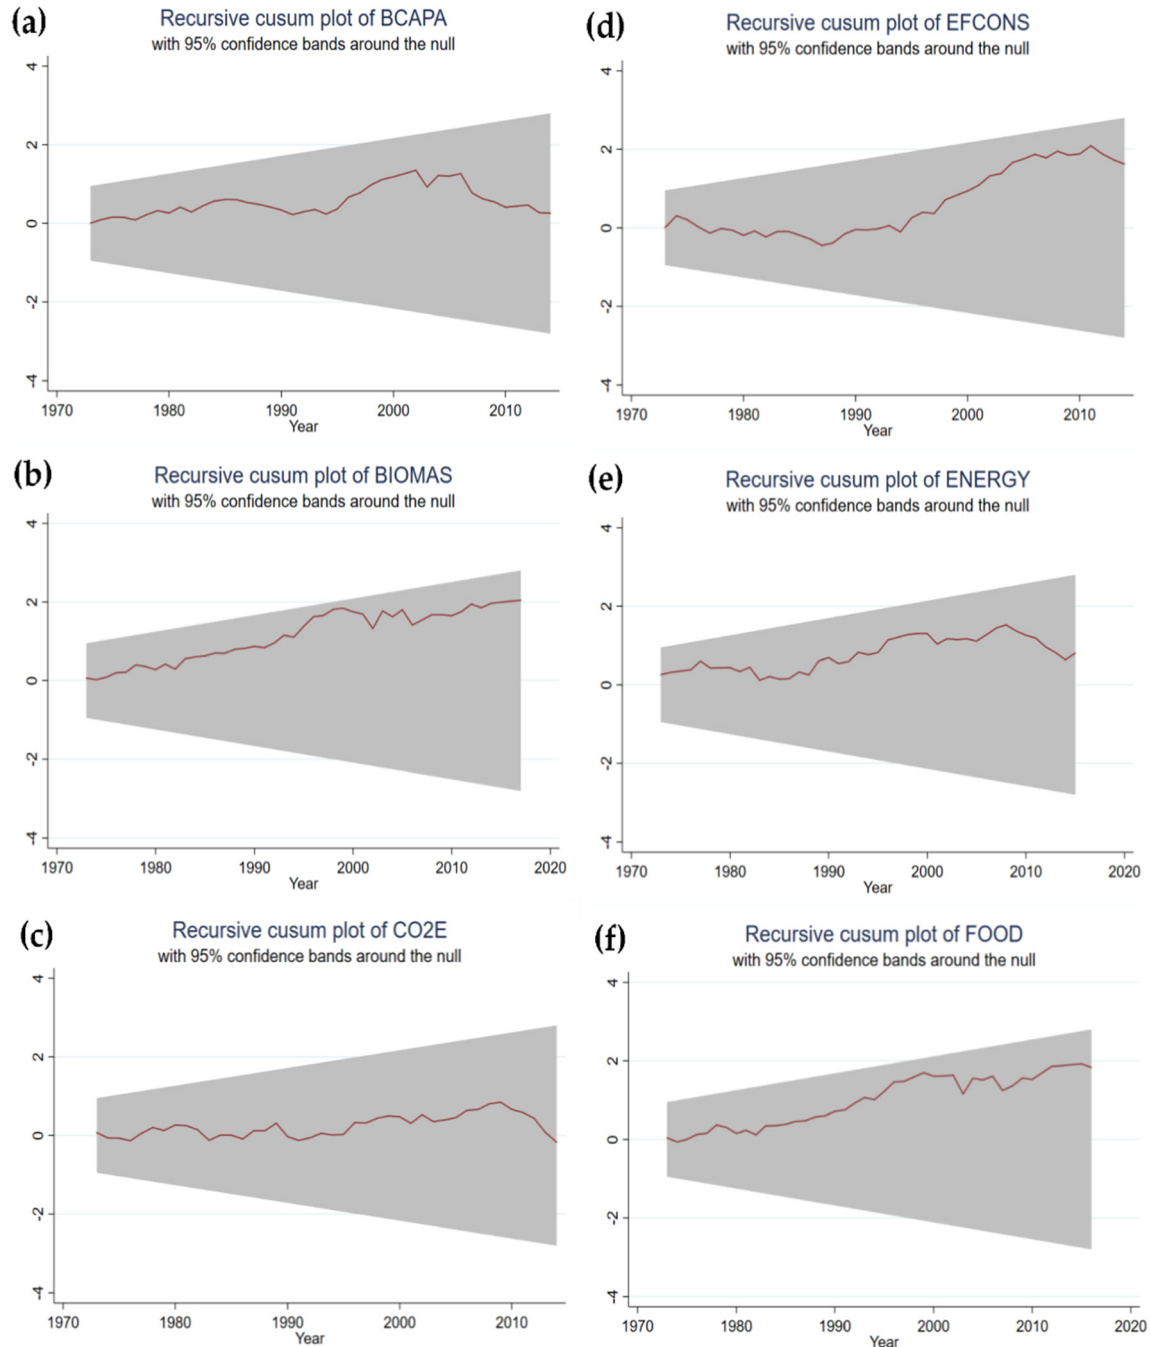 (a)
Recursive cusum plot of BCAPA
with 95% confidence bands around the null
4
2
0
-2
-4
1970 1980 1990 2000 2010
Year
(d)
Recursive cusum plot of EFCONS
with 95% confidence bands around the null
4
2
0
-2
-4
1970 1980 1990 2000 2010
Year
(b)
Recursive cusum plot of BIOMAS
with 95% confidence bands around the null
4
2
0
-2
-4
1970 1980 1990 2000 2010 2020
Year
(e)
Recursive cusum plot of ENERGY
with 95% confidence bands around the null
4
2
0
-2
-4
1970 1980 1990 2000 2010 2020
Year
(c)
Recursive cusum plot of CO2E
with 95% confidence bands around the null
4
2
0
-2
-4
1970 1980 1990 2000 2010
Year
(f)
Recursive cusum plot of FOOD
with 95% confidence bands around the null
4
2
0
-2
-4
1970 1980 1990 2000 2010 2020
Year